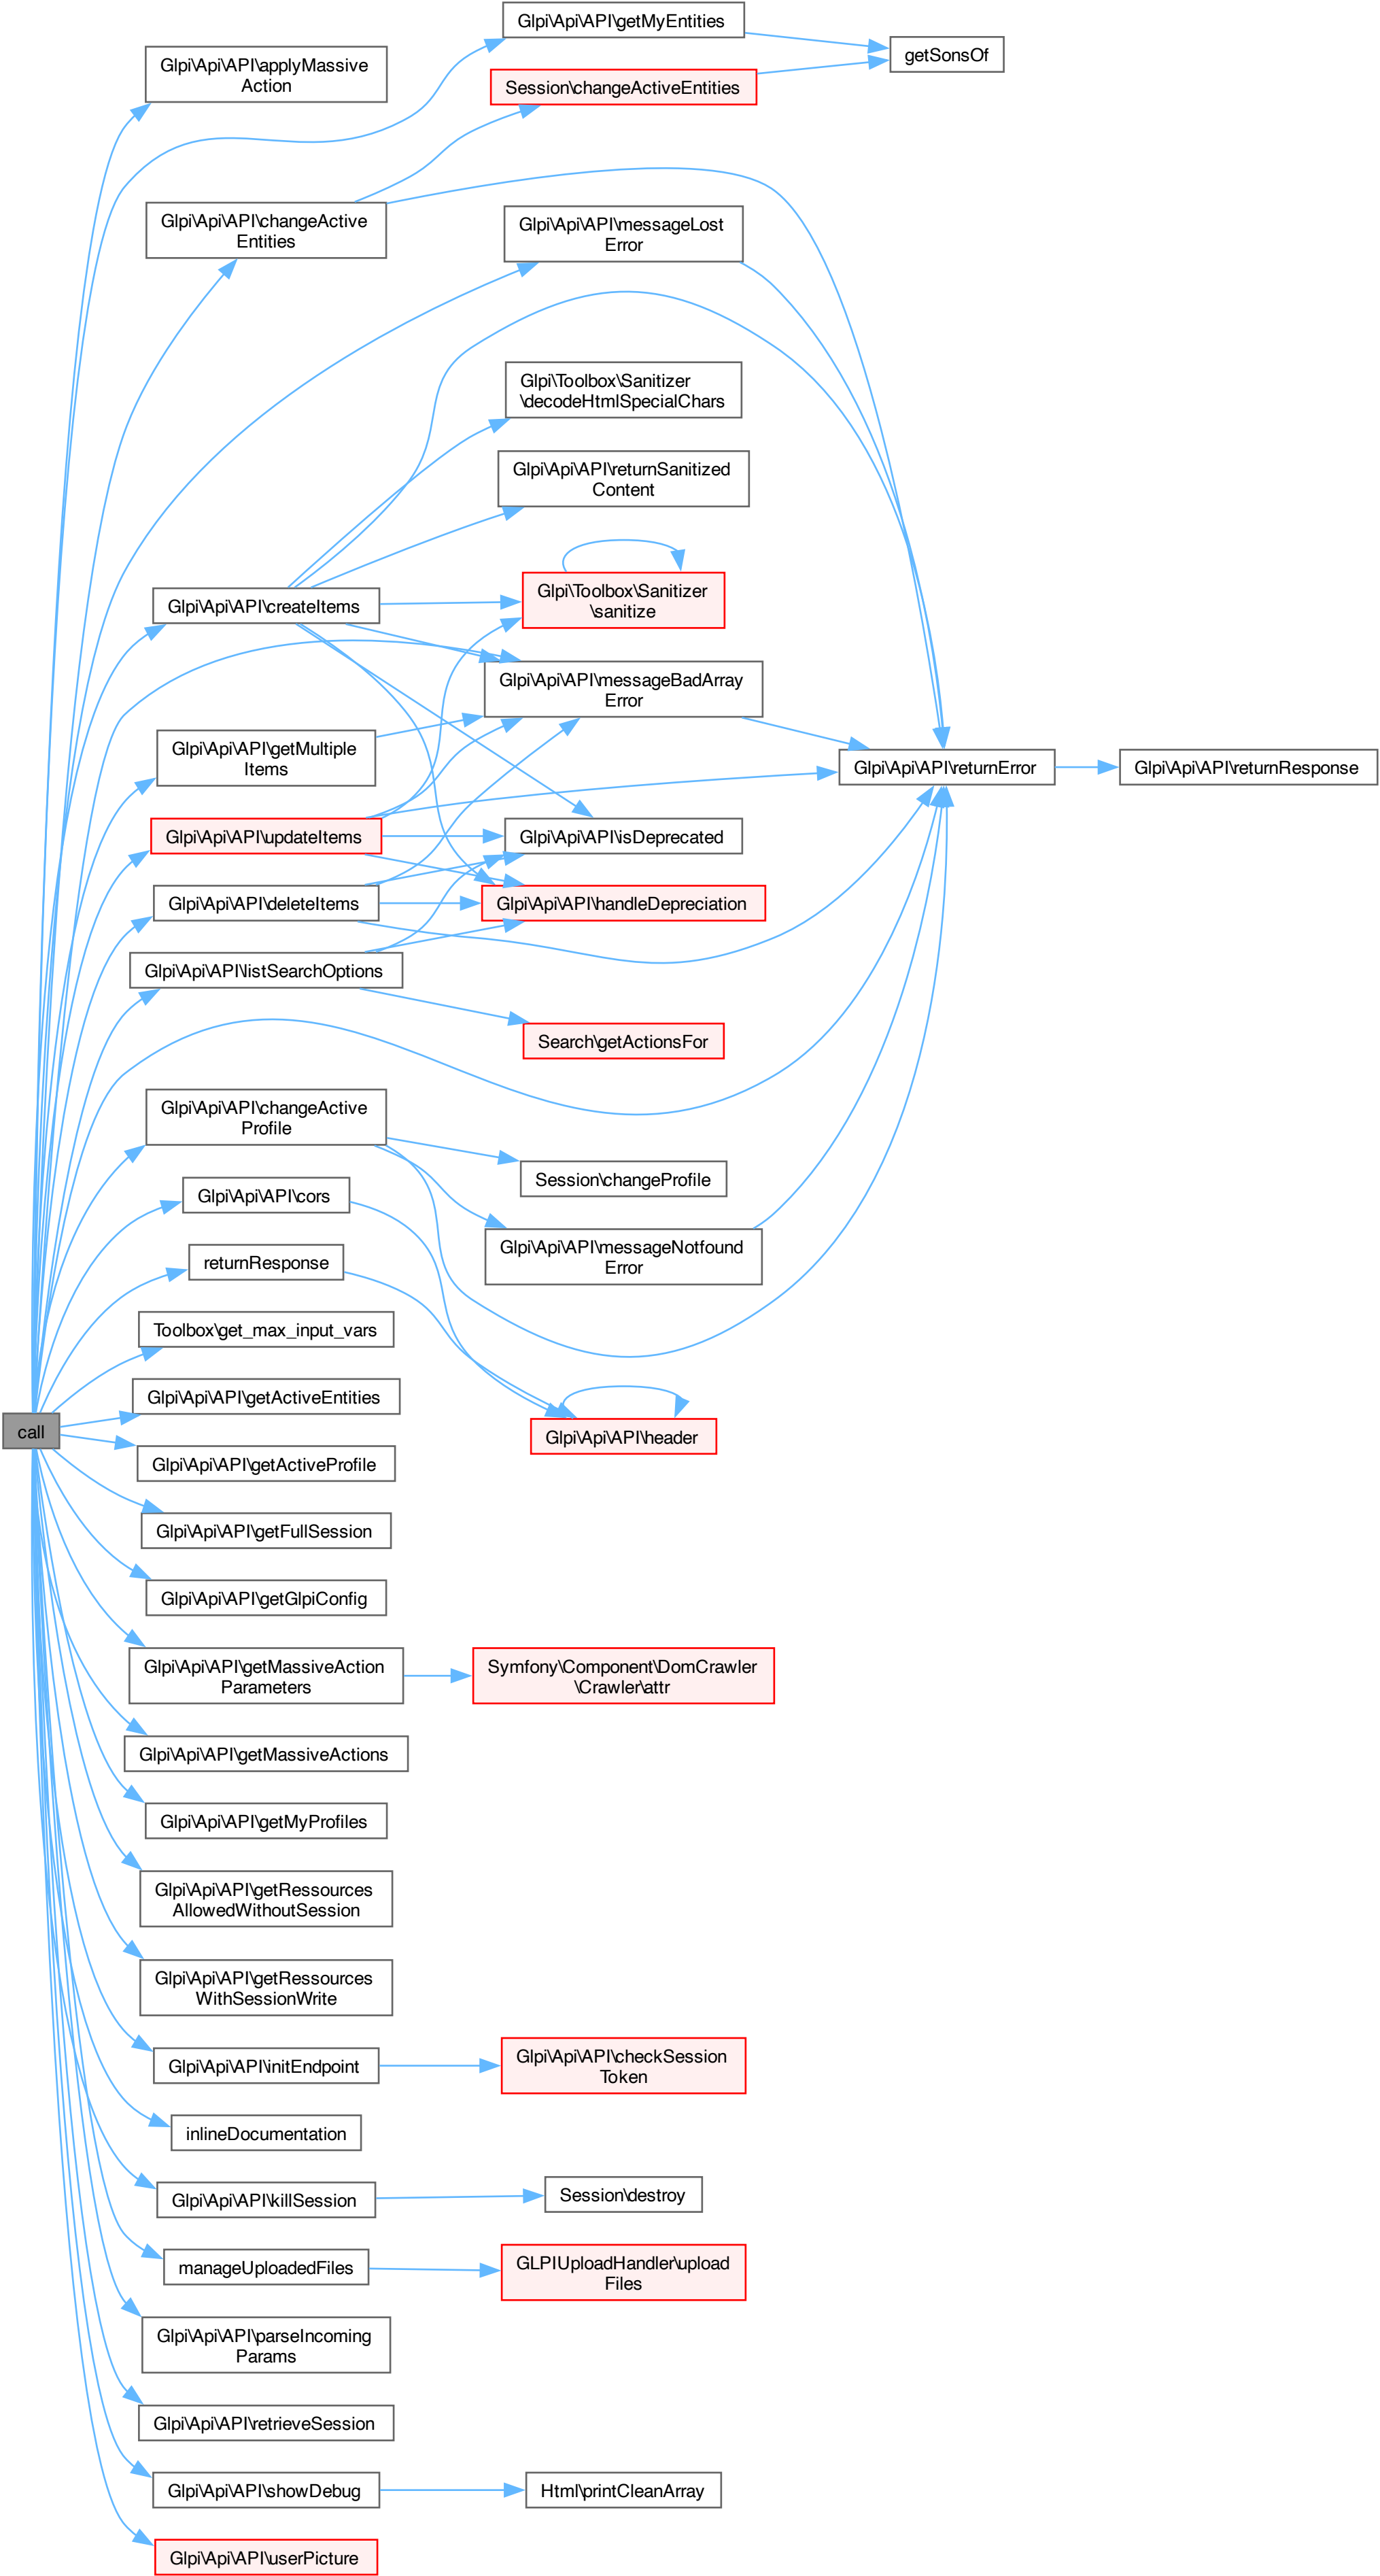 Glpi\Api\API\getMyEntities
getSonsOf
Glpi\Api\API\applyMassive
Action
Session\changeActiveEntities
Glpi\Api\API\changeActive
Entities
Glpi\Api\API\messageLost
Error
Glpi\Toolbox\Sanitizer
\decodeHtmlSpecialChars
Glpi\Api\API\returnSanitized
Content
Glpi\Api\API\createItems
Glpi\Toolbox\Sanitizer
\sanitize
Glpi\Api\API\messageBadArray
Error
Glpi\Api\API\getMultiple
Items
Glpi\Api\API\returnError
Glpi\Api\API\returnResponse
Glpi\Api\API\updateItems
Glpi\Api\API\isDeprecated
Glpi\Api\API\deleteItems
Glpi\Api\API\handleDepreciation
Glpi\Api\API\listSearchOptions
Search\getActionsFor
Glpi\Api\API\changeActive
Profile
Session\changeProfile
Glpi\Api\API\cors
Glpi\Api\API\messageNotfound
Error
returnResponse
Toolbox\get_max_input_vars
Glpi\Api\API\getActiveEntities
call
Glpi\Api\API\header
Glpi\Api\API\getActiveProfile
Glpi\Api\API\getFullSession
Glpi\Api\API\getGlpiConfig
Glpi\Api\API\getMassiveAction
Parameters
Symfony\Component\DomCrawler
\Crawler\attr
Glpi\Api\API\getMassiveActions
Glpi\Api\API\getMyProfiles
Glpi\Api\API\getRessources
AllowedWithoutSession
Glpi\Api\API\getRessources
WithSessionWrite
Glpi\Api\API\initEndpoint
Glpi\Api\API\checkSession
Token
inlineDocumentation
Glpi\Api\API\killSession
Session\destroy
manageUploadedFiles
GLPIUploadHandler\upload
Files
Glpi\Api\API\parseIncoming
Params
Glpi\Api\API\retrieveSession
Glpi\Api\API\showDebug
Html\printCleanArray
Glpi\Api\API\userPicture